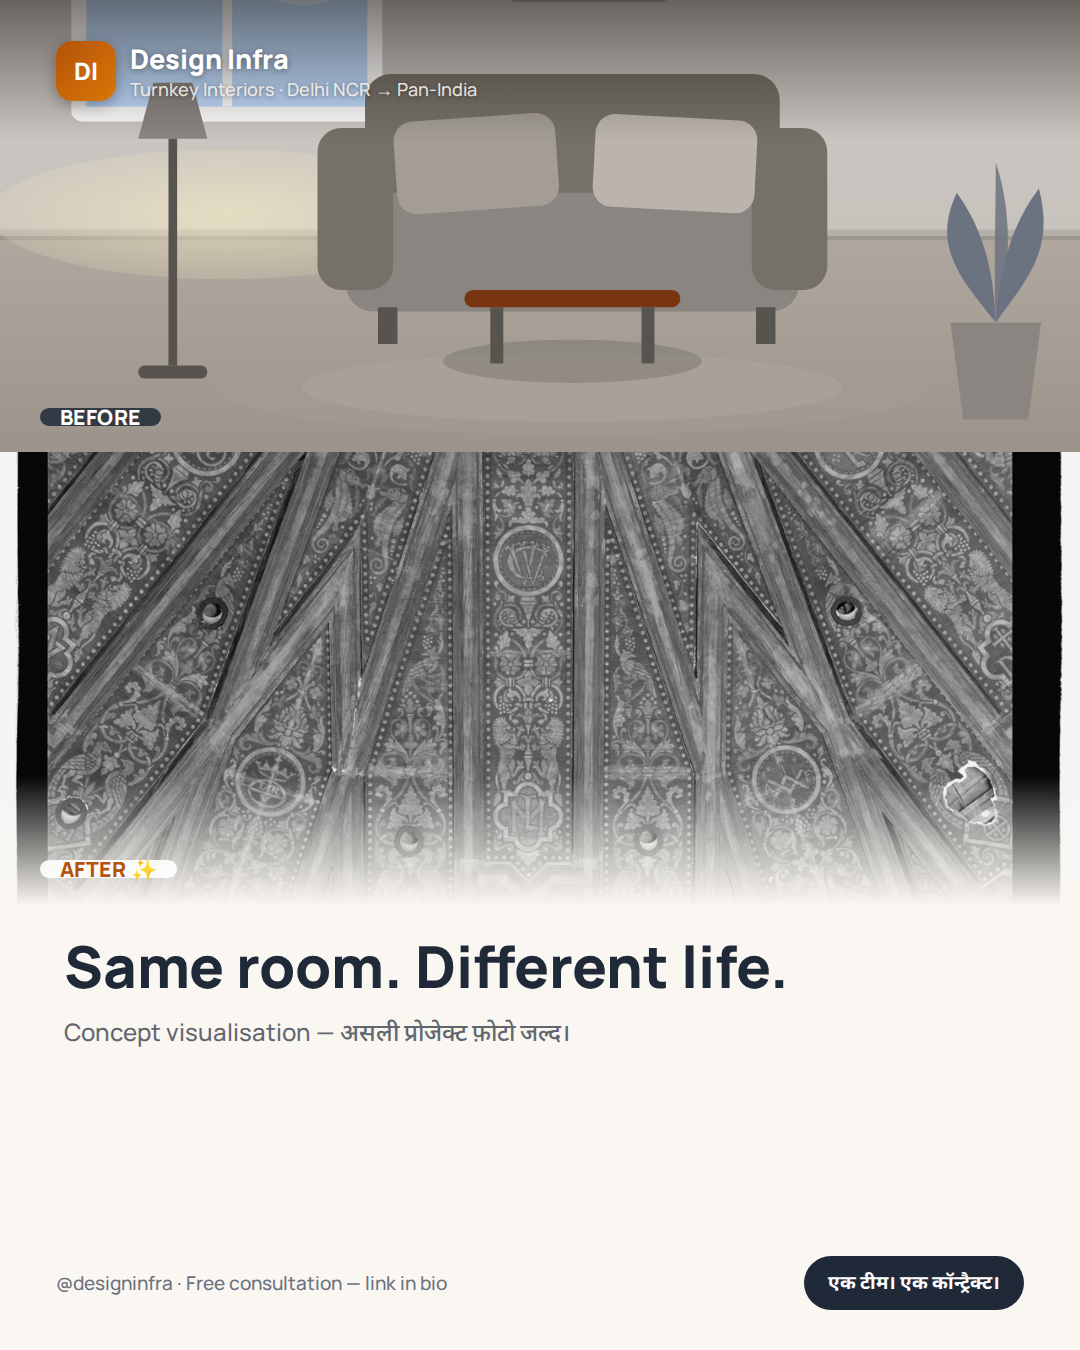 DI
Design Infra
Turnkey Interiors · Delhi NCR → Pan-India
BEFORE
AFTER ✨
Same room. Different life.
Concept visualisation — असली प्रोजेक्ट फ़ोटो जल्द।
@designinfra · Free consultation — link in bio
एक टीम। एक कॉन्ट्रैक्ट।